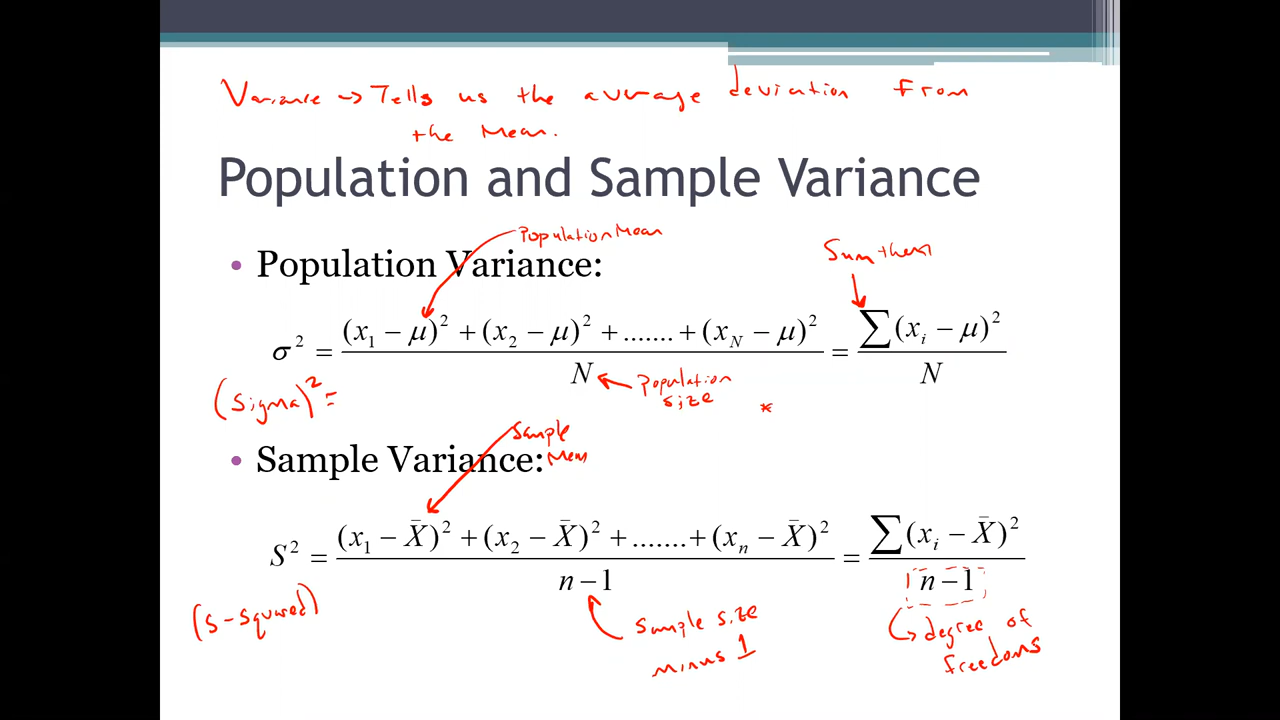 Variance → Tells us the average deviation from
the Mean.
Population and Sample Variance
Population Mean
• Population Variance:
Sum them
σ² = (x₁ − μ)² + (x₂ − μ)² + ....... + (x_N − μ)² / N = ∑(xᵢ − μ)² / N
(Sigma)² =
Population
size
*
Sample
Mean
• Sample Variance:
S² = (x₁ − X̄)² + (x₂ − X̄)² + ....... + (xₙ − X̄)² / n − 1 = ∑(xᵢ − X̄)² / n − 1
(S-squared)
Sample size
minus 1
degree of
freedoms